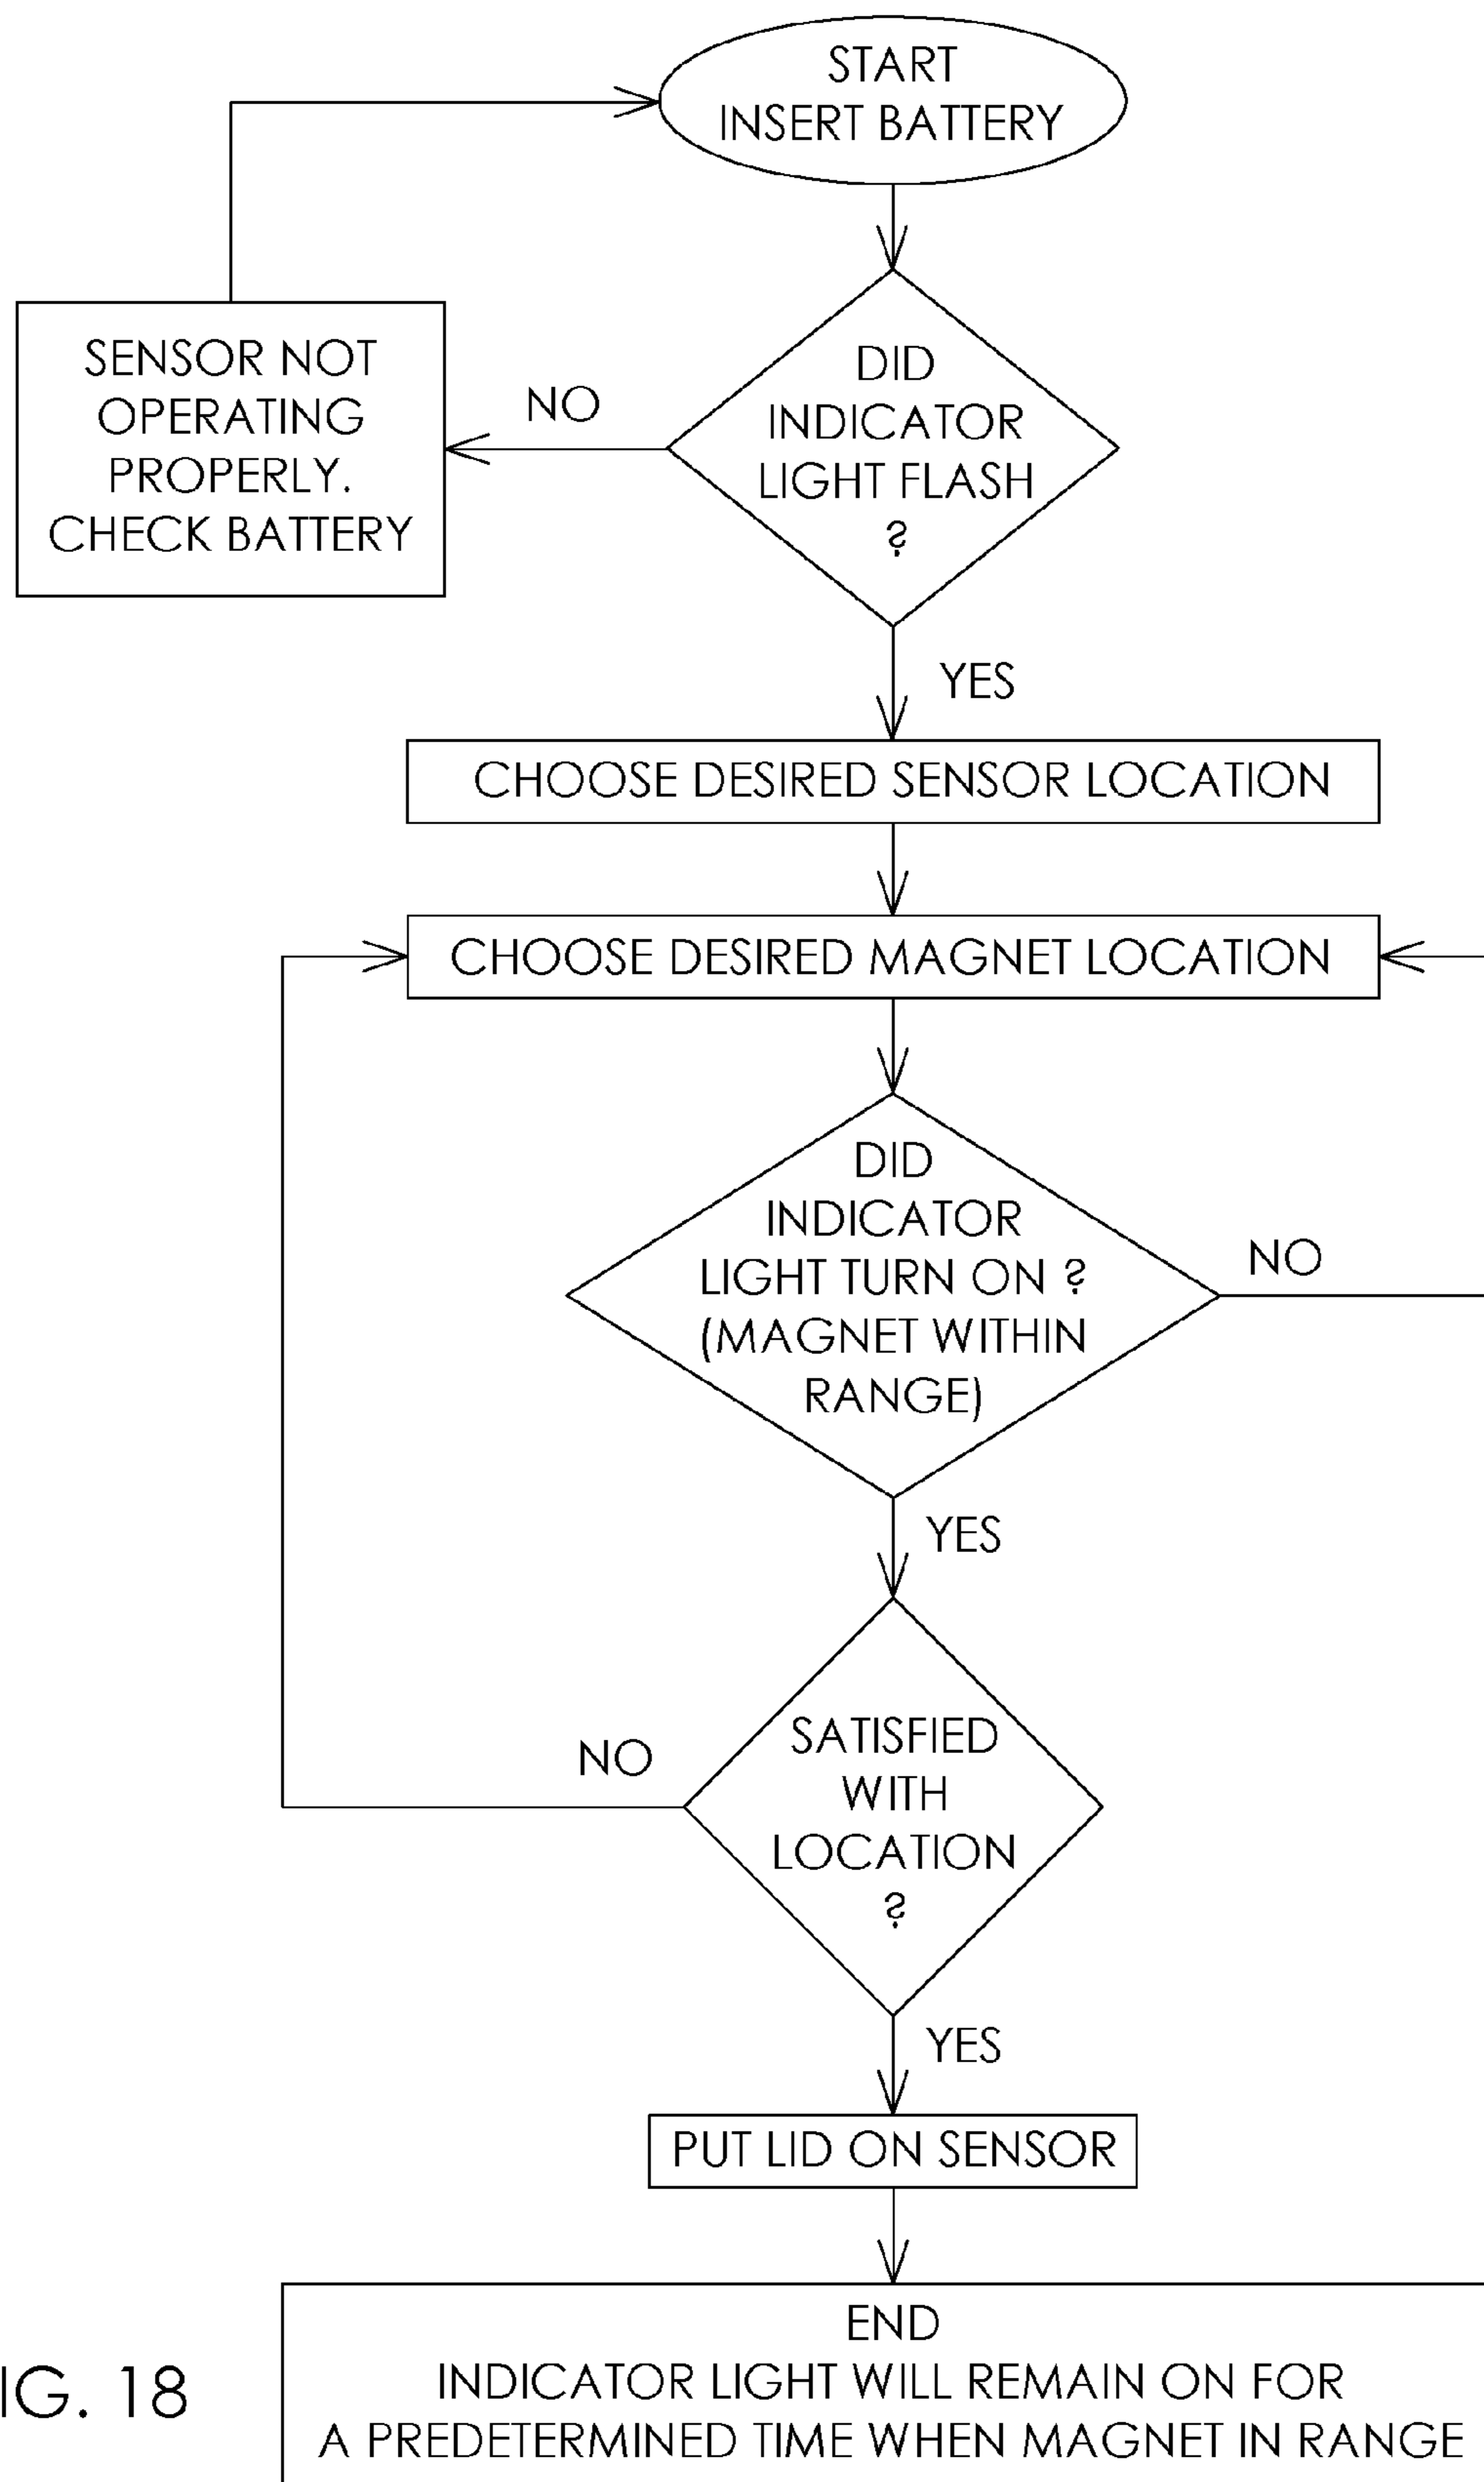 START
INSERT BATTERY
SENSOR NOT
OPERATING
PROPERLY.
CHECK BATTERY
NO
DID
INDICATOR
LIGHT FLASH
?
YES
CHOOSE DESIRED SENSOR LOCATION
CHOOSE DESIRED MAGNET LOCATION
DID
INDICATOR
LIGHT TURN ON ?
(MAGNET WITHIN
RANGE)
NO
YES
NO
SATISFIED
WITH
LOCATION
?
YES
PUT LID ON SENSOR
END
INDICATOR LIGHT WILL REMAIN ON FOR
A PREDETERMINED TIME WHEN MAGNET IN RANGE
IG. 18